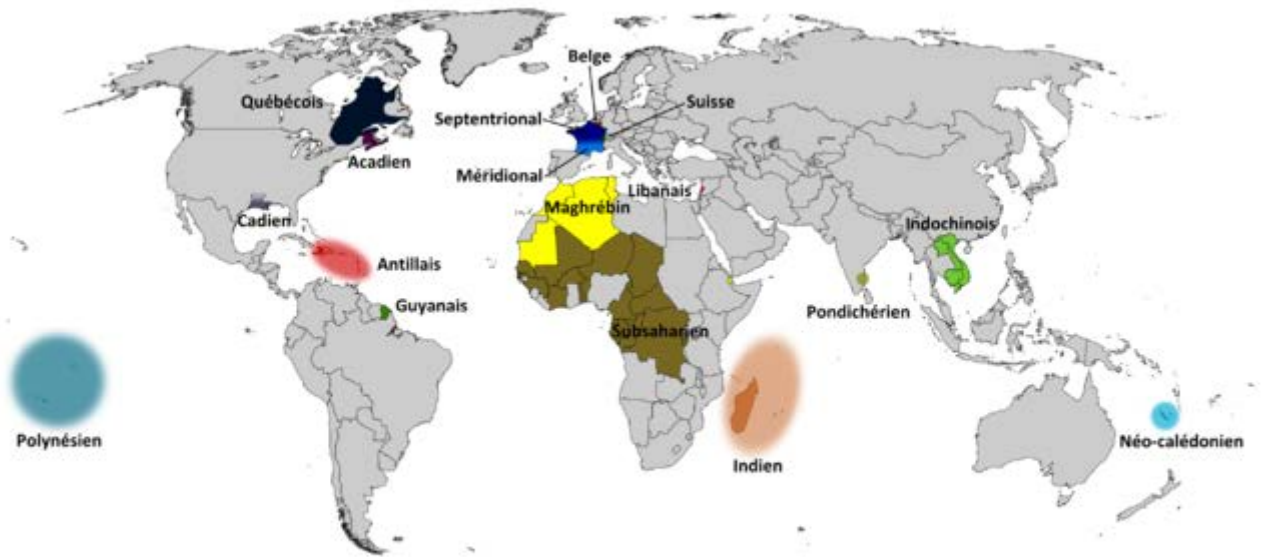 Belge
Québécois
Suisse
Septentrional
Acadien
Méridional
Libanais
Maghrébin
Cadien
Indochinois
Antillais
Guyanais
Pondichérien
Subsaharien
Polynésien
Néo-calédonien
Indien